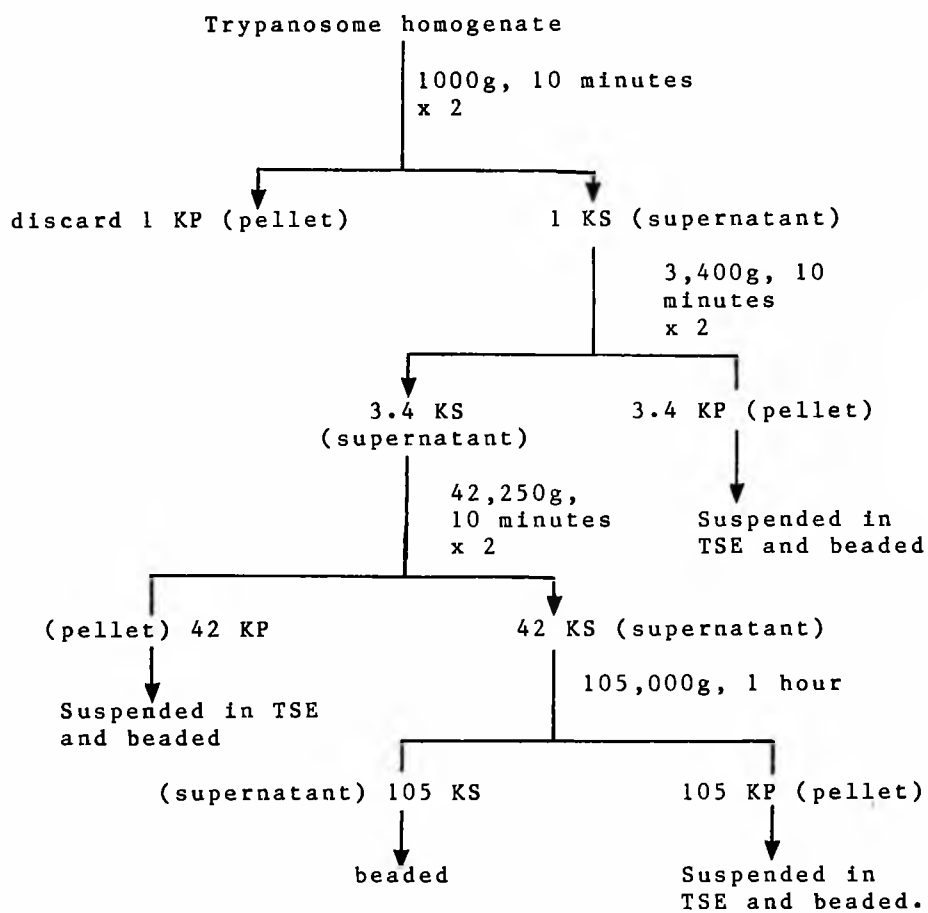 Trypanosome homogenate
1000g, 10 minutes
x 2
discard 1 KP (pellet)
1 KS (supernatant)
3,400g, 10
minutes
x 2
3.4 KS
(supernatant)
3.4 KP (pellet)
42,250g,
10 minutes
x 2
Suspended in
TSE and beaded
(pellet) 42 KP
42 KS (supernatant)
105,000g, 1 hour
Suspended in TSE
and beaded
(supernatant) 105 KS
105 KP (pellet)
beaded
Suspended in
TSE and beaded.